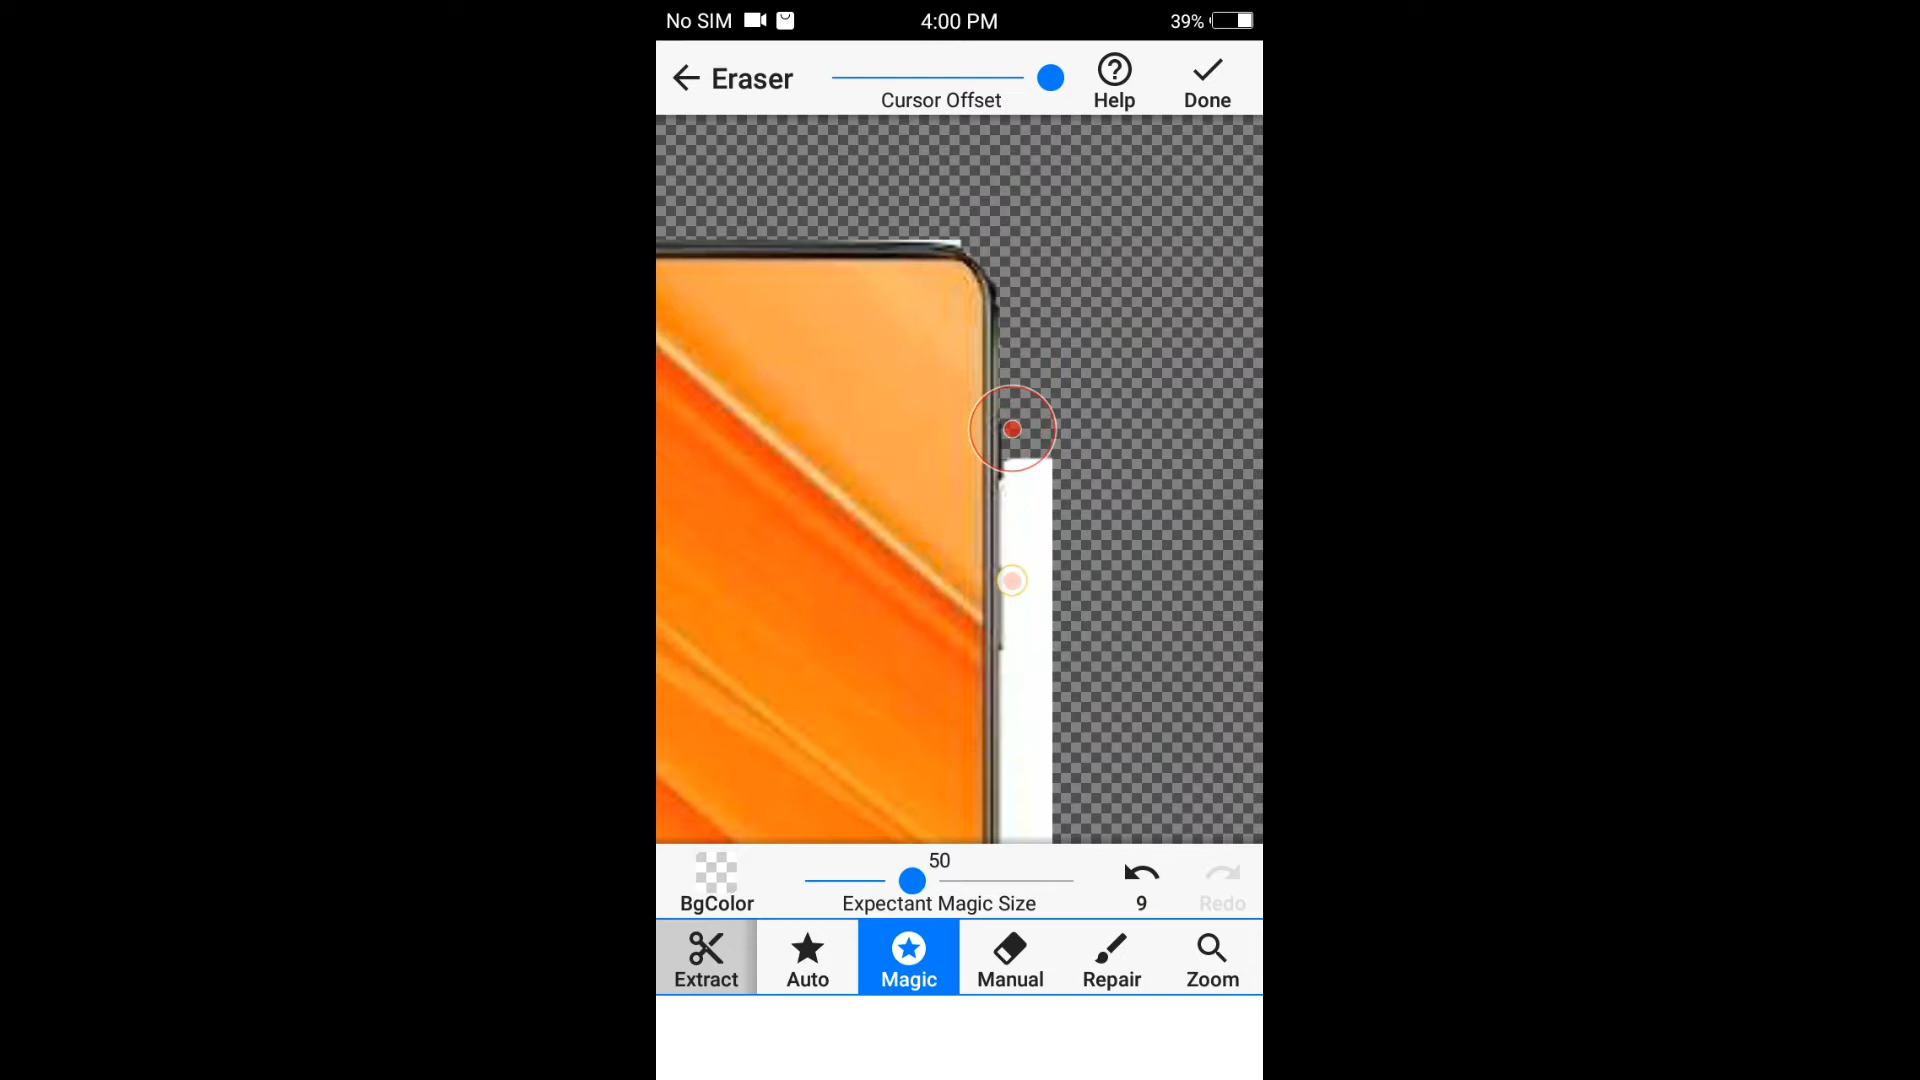 No SIM 4:00 PM 39%
Eraser Cursor Offset Help Done
50
BgColor Expectant Magic Size 9 Redo
Extract Auto Magic Manual Repair Zoom